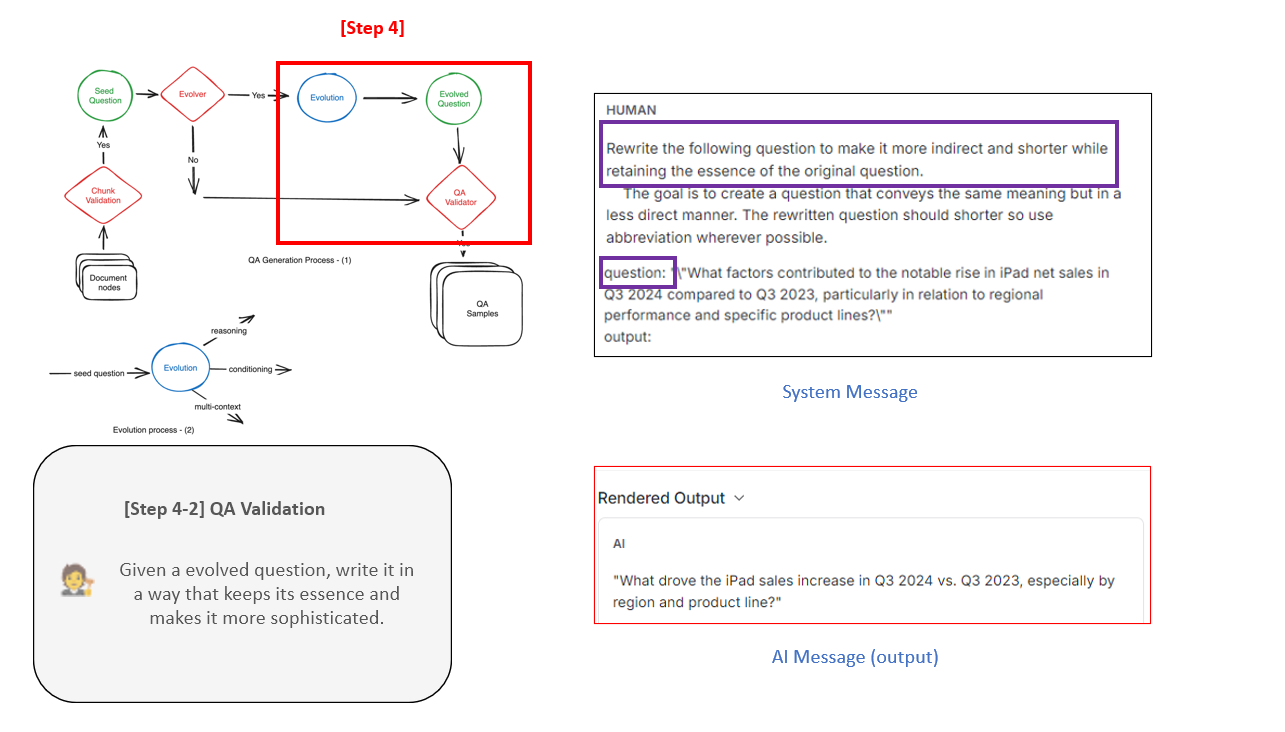 [Step 4]
Seed
Question
Evolver
Yes
Evolution
Evolved
Question
Yes
No
Chunk
Validation
QA
Validator
Yes
QA Generation Process - (1)
Document
nodes
QA
Samples
reasoning
seed question
Evolution
conditioning
multi-context
Evolution process - (2)
[Step 4-2] QA Validation
Given a evolved question, write it in
a way that keeps its essence and
makes it more sophisticated.
HUMAN
Rewrite the following question to make it more indirect and shorter while
retaining the essence of the original question.
The goal is to create a question that conveys the same meaning but in a
less direct manner. The rewritten question should shorter so use
abbreviation wherever possible.
question: "\"What factors contributed to the notable rise in iPad net sales in
Q3 2024 compared to Q3 2023, particularly in relation to regional
performance and specific product lines?\""
output:
System Message
Rendered Output
AI
"What drove the iPad sales increase in Q3 2024 vs. Q3 2023, especially by
region and product line?"
AI Message (output)